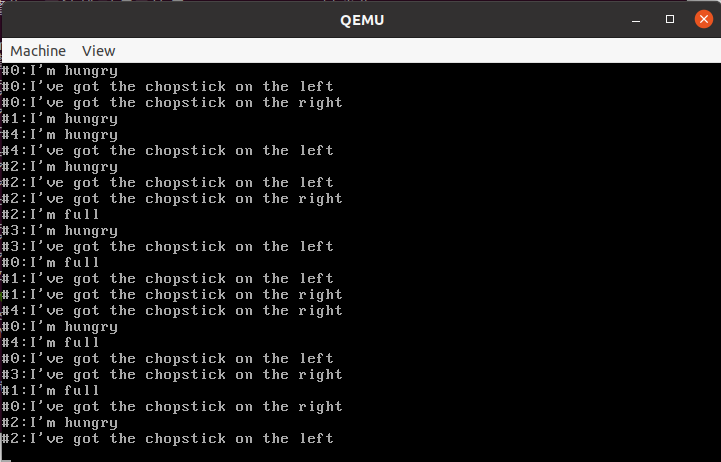 QEMU
Machine View
#0:I'm hungry
#0:I've got the chopstick on the left
#0:I've got the chopstick on the right
#1:I'm hungry
#4:I'm hungry
#4:I've got the chopstick on the left
#2:I'm hungry
#2:I've got the chopstick on the left
#2:I've got the chopstick on the right
#2:I'm full
#3:I'm hungry
#3:I've got the chopstick on the left
#0:I'm full
#1:I've got the chopstick on the left
#1:I've got the chopstick on the right
#4:I've got the chopstick on the right
#0:I'm hungry
#4:I'm full
#0:I've got the chopstick on the left
#3:I've got the chopstick on the right
#1:I'm full
#0:I've got the chopstick on the right
#2:I'm hungry
#2:I've got the chopstick on the left